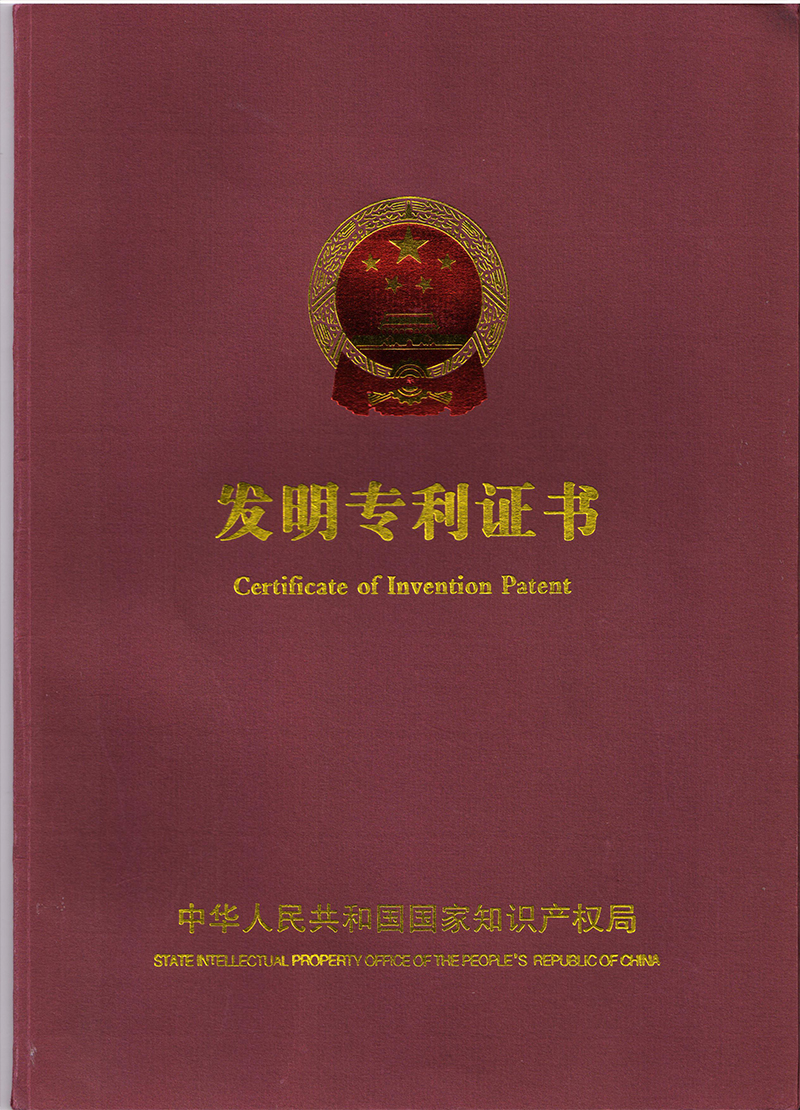 发明专利证书
Certificate of Invention Patent
中华人民共和国国家知识产权局
STATE INTELLECTUAL PROPERTY OFFICE OF THE PEOPLE'S REPUBLIC OF CHINA